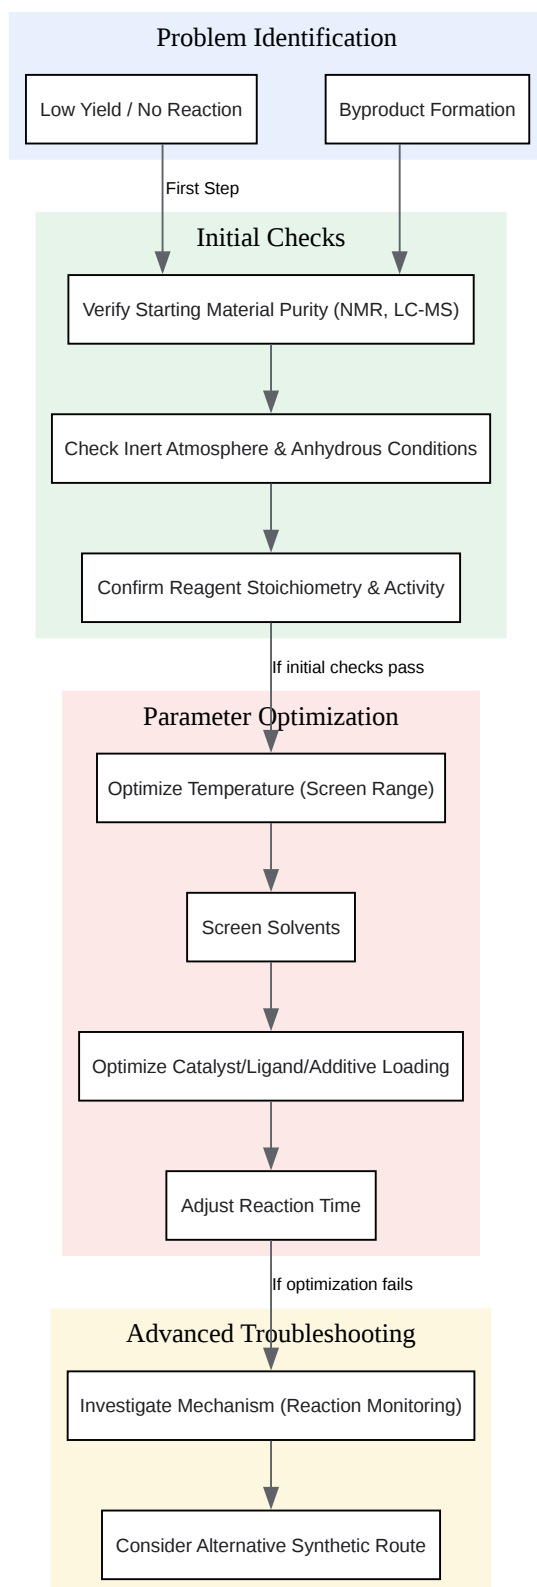 Problem Identification
Low Yield / No Reaction
Byproduct Formation
First Step
Initial Checks
Verify Starting Material Purity (NMR, LC-MS)
Check Inert Atmosphere & Anhydrous Conditions
Confirm Reagent Stoichiometry & Activity
If initial checks pass
Parameter Optimization
Optimize Temperature (Screen Range)
Screen Solvents
Optimize Catalyst/Ligand/Additive Loading
Adjust Reaction Time
If optimization fails
Advanced Troubleshooting
Investigate Mechanism (Reaction Monitoring)
Consider Alternative Synthetic Route